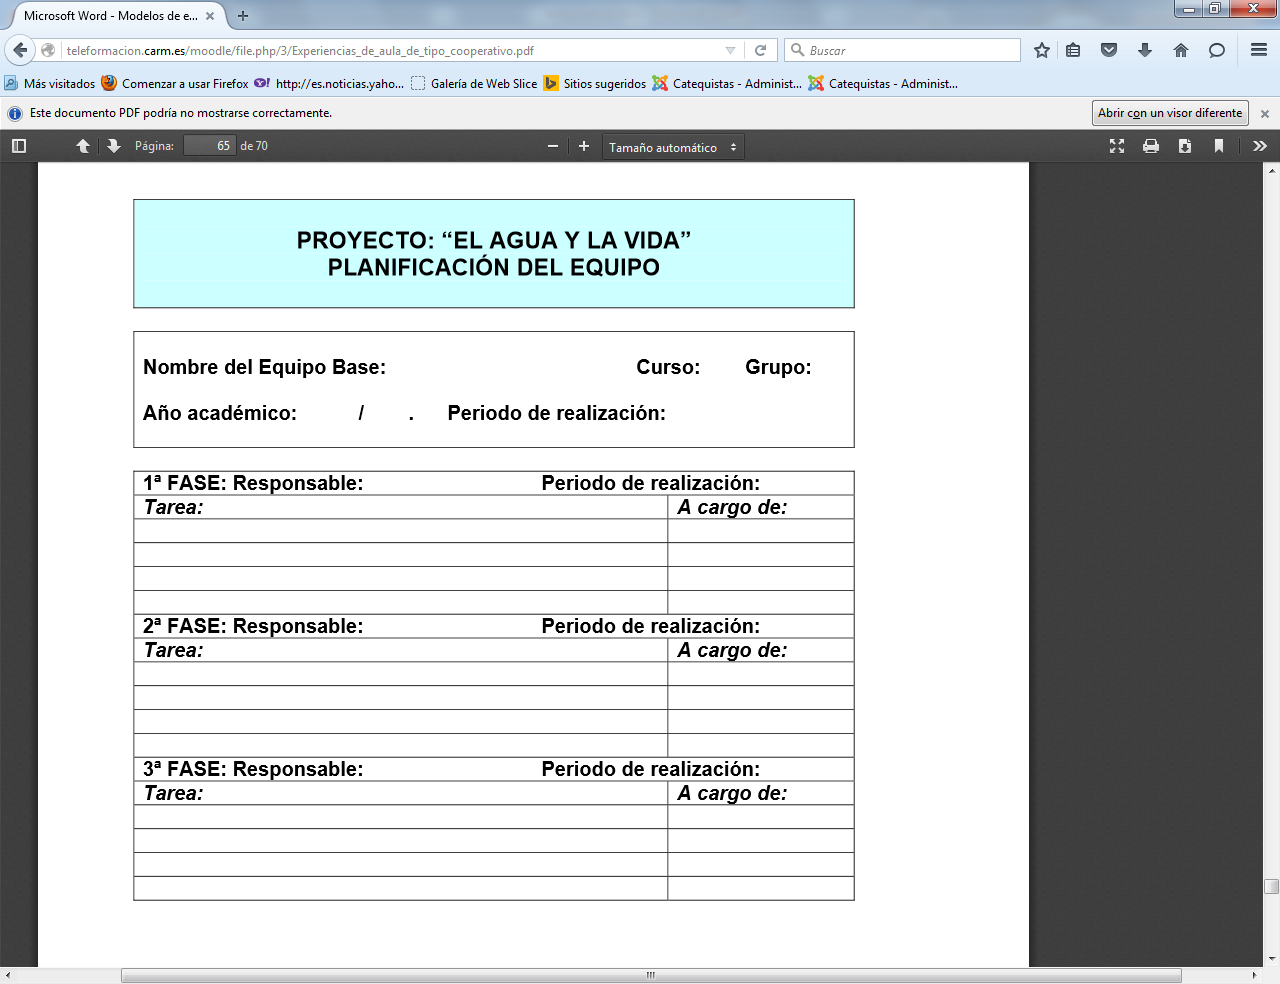 Microsoft Word - Modelos de e...
teleformacion.carm.es/moodle/file.php/3/Experiencias_de_aula_de_tipo_cooperativo.pdf
Buscar
Más visitados Comenzar a usar Firefox http://es.noticias.yaho... Galería de Web Slice Sitios sugeridos Catequistas - Administ... Catequistas - Administ...
Este documento PDF podría no mostrarse correctamente. Abrir con un visor diferente
Página: 65 de 70 Tamaño automático
PROYECTO: “EL AGUA Y LA VIDA”
PLANIFICACIÓN DEL EQUIPO
Nombre del Equipo Base: Curso: Grupo:
Año académico: / . Periodo de realización:
1ª FASE: Responsable: Periodo de realización:
Tarea: A cargo de:
2ª FASE: Responsable: Periodo de realización:
Tarea: A cargo de:
3ª FASE: Responsable: Periodo de realización:
Tarea: A cargo de: